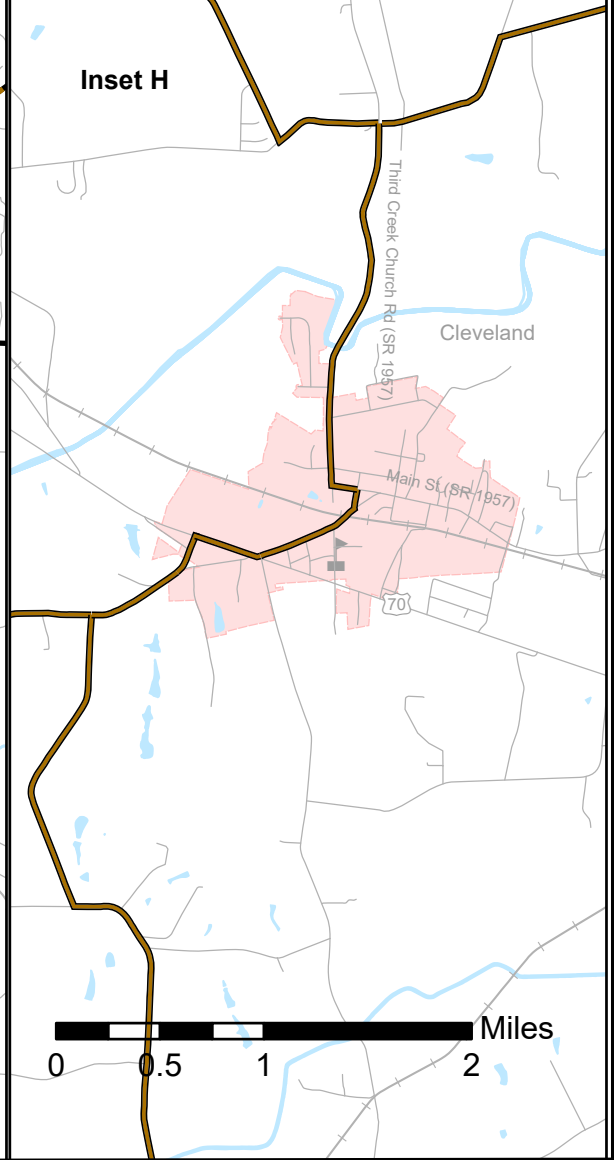 Inset H
Third Creek Church Rd (SR 1957)
Cleveland
Main St (SR 1957)
70
Miles
0 0.5 1 2